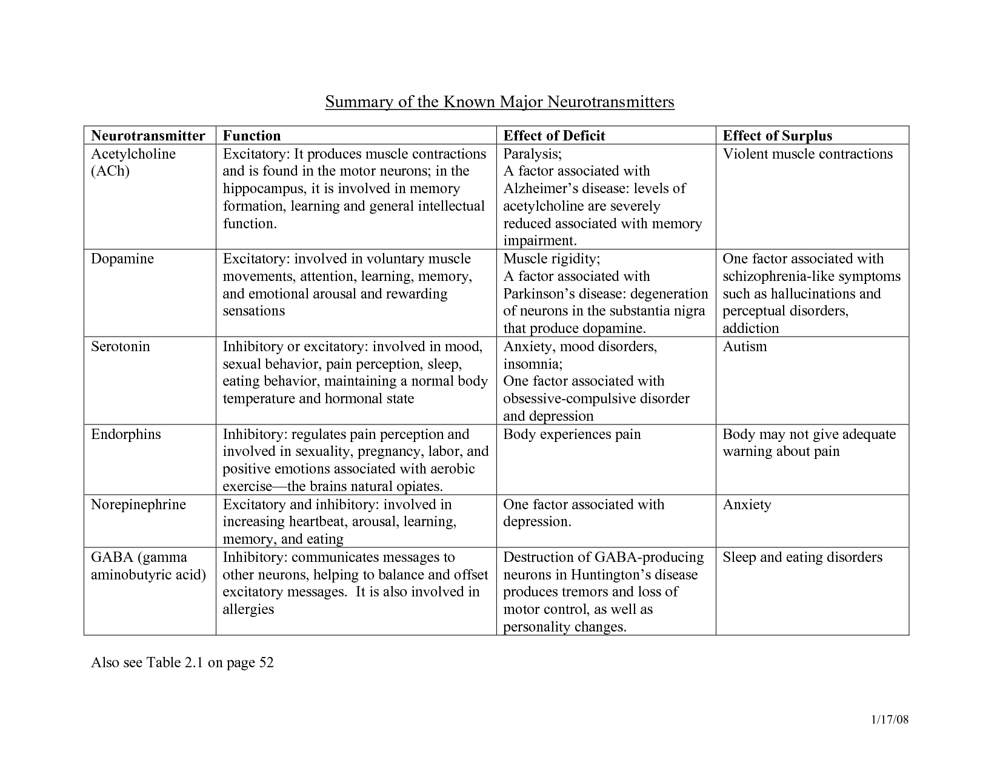 Summary of the Known Major Neurotransmitters
Neurotransmitter Function Effect of Deficit Effect of Surplus
Acetylcholine
(ACh)
Excitatory: It produces muscle contractions
and is found in the motor neurons; in the
hippocampus, it is involved in memory
formation, learning and general intellectual
function.
Paralysis;
A factor associated with
Alzheimer’s disease: levels of
acetylcholine are severely
reduced associated with memory
impairment.
Violent muscle contractions
Dopamine
Excitatory: involved in voluntary muscle
movements, attention, learning, memory,
and emotional arousal and rewarding
sensations
Muscle rigidity;
A factor associated with
Parkinson’s disease: degeneration
of neurons in the substantia nigra
that produce dopamine.
One factor associated with
schizophrenia-like symptoms
such as hallucinations and
perceptual disorders,
addiction
Serotonin
Inhibitory or excitatory: involved in mood,
sexual behavior, pain perception, sleep,
eating behavior, maintaining a normal body
temperature and hormonal state
Anxiety, mood disorders,
insomnia;
One factor associated with
obsessive-compulsive disorder
and depression
Autism
Endorphins
Inhibitory: regulates pain perception and
involved in sexuality, pregnancy, labor, and
positive emotions associated with aerobic
exercise—the brains natural opiates.
Body experiences pain
Body may not give adequate
warning about pain
Norepinephrine
Excitatory and inhibitory: involved in
increasing heartbeat, arousal, learning,
memory, and eating
One factor associated with
depression.
Anxiety
GABA (gamma
aminobutyric acid)
Inhibitory: communicates messages to
other neurons, helping to balance and offset
excitatory messages.  It is also involved in
allergies
Destruction of GABA-producing
neurons in Huntington’s disease
produces tremors and loss of
motor control, as well as
personality changes.
Sleep and eating disorders
Also see Table 2.1 on page 52
1/17/08